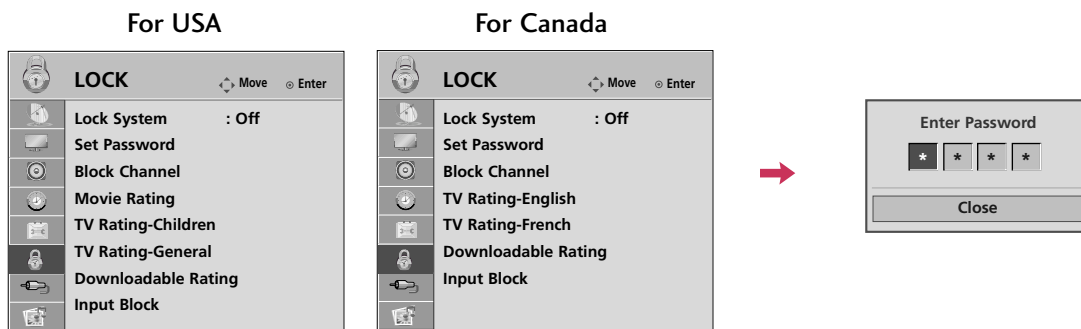 For USA
LOCK Move Enter
Lock System : Off
Set Password
Block Channel
Movie Rating
TV Rating-Children
TV Rating-General
Downloadable Rating
Input Block
For Canada
LOCK Move Enter
Lock System : Off
Set Password
Block Channel
TV Rating-English
TV Rating-French
Downloadable Rating
Input Block
Enter Password
* * * *
Close